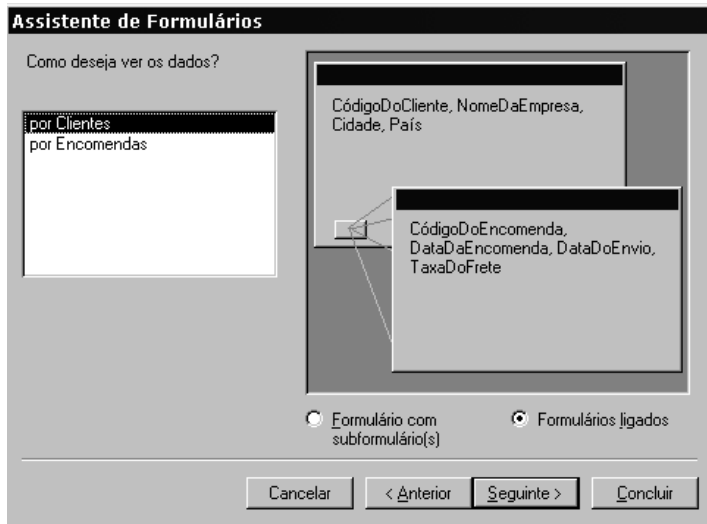 Assistente de Formulários
Como deseja ver os dados?
por Clientes
por Encomendas
CódigoDoCliente, NomeDaEmpresa,
Cidade, País
CódigoDoEncomenda,
DataDaEncomenda, DataDoEnvio,
TaxaDoFrete
Formulário com
subformulário(s)
Formulários ligados
Cancelar
< Anterior
Seguinte >
Concluir